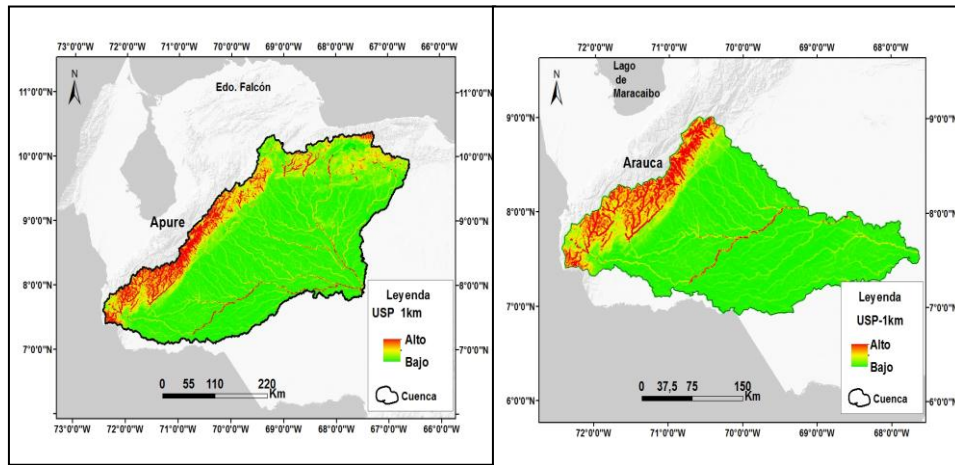 73°0'0"W 72°0'0"W 71°0'0"W 70°0'0"W 69°0'0"W 68°0'0"W 67°0'0"W 66°0'0"W
N
Edo. Falcón
11°0'0"N
11°0'0"N
10°0'0"N
10°0'0"N
9°0'0"N
9°0'0"N
8°0'0"N
8°0'0"N
7°0'0"N
7°0'0"N
Apure
Leyenda
USP 1km
Alto
Bajo
Cuenca
0 55 110 220
Km
73°0'0"W 72°0'0"W 71°0'0"W 70°0'0"W 69°0'0"W 68°0'0"W 67°0'0"W 66°0'0"W
72°0'0"W 71°0'0"W 70°0'0"W 69°0'0"W 68°0'0"W
N
Lago
de
Maracaibo
9°0'0"N
9°0'0"N
8°0'0"N
8°0'0"N
7°0'0"N
7°0'0"N
6°0'0"N
6°0'0"N
Arauca
Leyenda
USP-1km
Alto
Bajo
Cuenca
0 37,5 75 150
Km
72°0'0"W 71°0'0"W 70°0'0"W 69°0'0"W 68°0'0"W